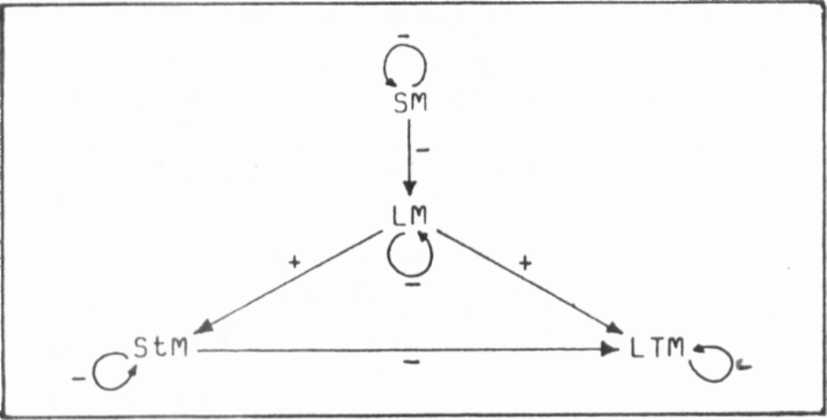 -
SM
-
LM
+ - +
StM - LTM
- -